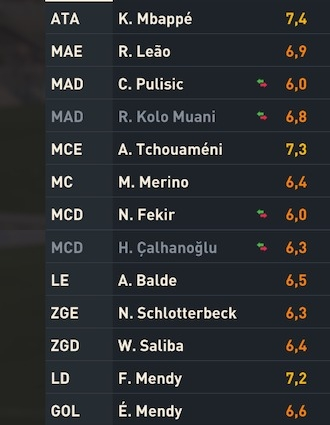 ATA K. Mbappé 7,4
MAE R. Leão 6,9
MAD C. Pulisic 6,0
MAD R. Kolo Muani 6,8
MCE A. Tchouaméni 7,3
MC M. Merino 6,4
MCD N. Fekir 6,0
MCD H. Çalhanoğlu 6,3
LE A. Balde 6,5
ZGE N. Schlotterbeck 6,3
ZGD W. Saliba 6,4
LD F. Mendy 7,2
GOL É. Mendy 6,6